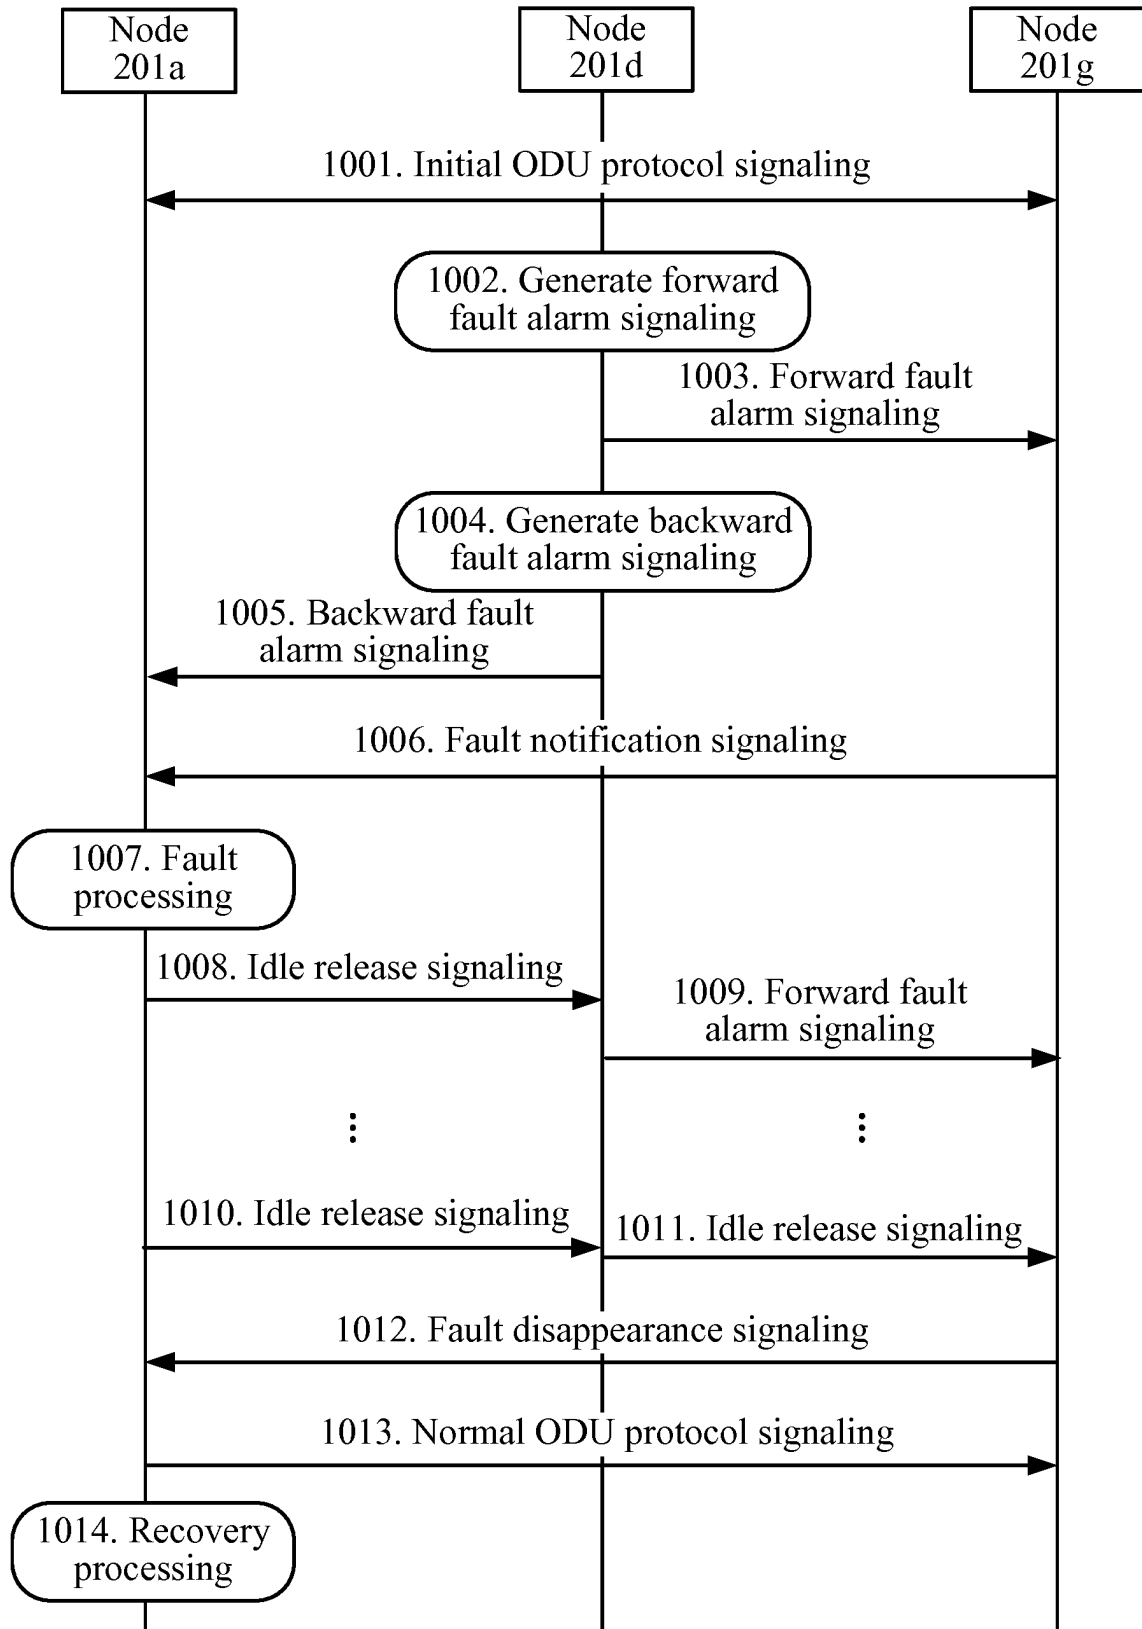 Node
201a
Node
201d
Node
201g
1001. Initial ODU protocol signaling
1002. Generate forward
fault alarm signaling
1003. Forward fault
alarm signaling
1004. Generate backward
fault alarm signaling
1005. Backward fault
alarm signaling
1006. Fault notification signaling
1007. Fault
processing
1008. Idle release signaling
1009. Forward fault
alarm signaling
1010. Idle release signaling
1011. Idle release signaling
1012. Fault disappearance signaling
1013. Normal ODU protocol signaling
1014. Recovery
processing